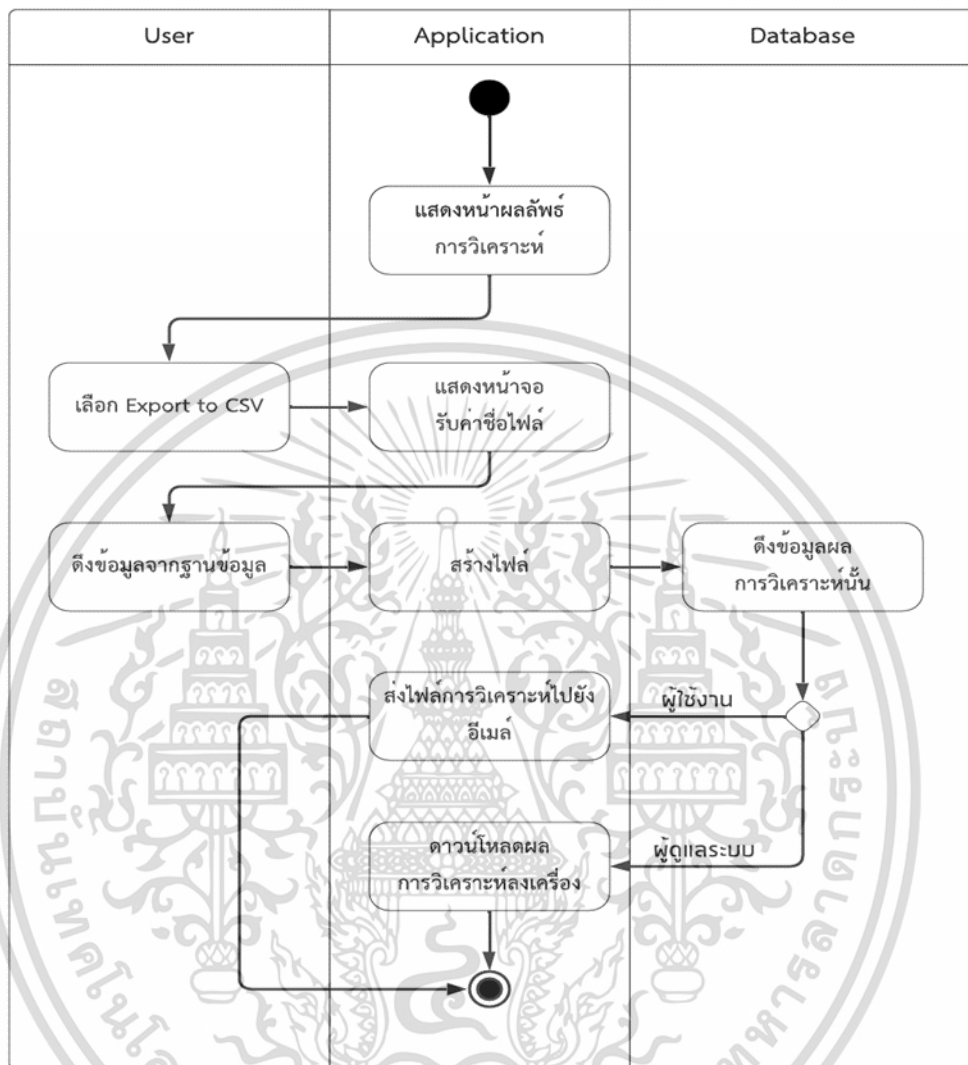 User
Application
Database
แสดงหน้าผลลัพธ์
การวิเคราะห์
เลือก Export to CSV
แสดงหน้าจอ
รับค่าชื่อไฟล์
ดึงข้อมูลจากฐานข้อมูล
สร้างไฟล์
ดึงข้อมูลผล
การวิเคราะห์นั้น
ส่งไฟล์การวิเคราะห์ไปยัง
อีเมล์
ผู้ใช้งาน
ดาวน์โหลดผล
การวิเคราะห์ลงเครื่อง
ผู้ดูแลระบบ